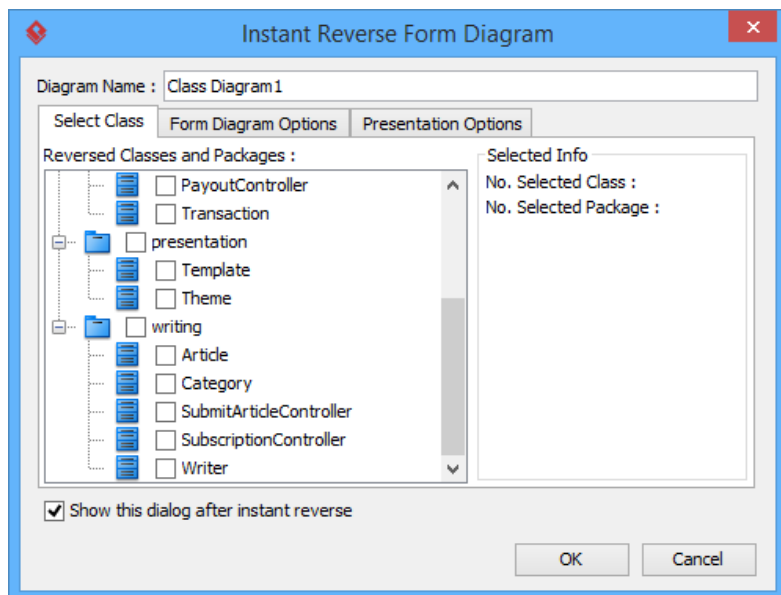 Instant Reverse Form Diagram
Diagram Name : Class Diagram1
Select Class Form Diagram Options Presentation Options
Reversed Classes and Packages :
PayoutController
Transaction
presentation
Template
Theme
writing
Article
Category
SubmitArticleController
SubscriptionController
Writer
Selected Info
No. Selected Class :
No. Selected Package :
Show this dialog after instant reverse
OK Cancel